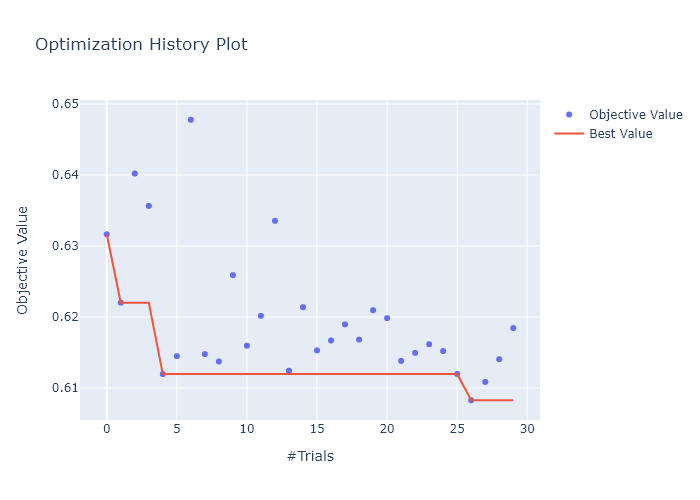 Optimization History Plot
0.65
0.64
0.63
0.62
0.61
Objective Value
0
5
10
15
20
25
30
#Trials
Objective Value
Best Value